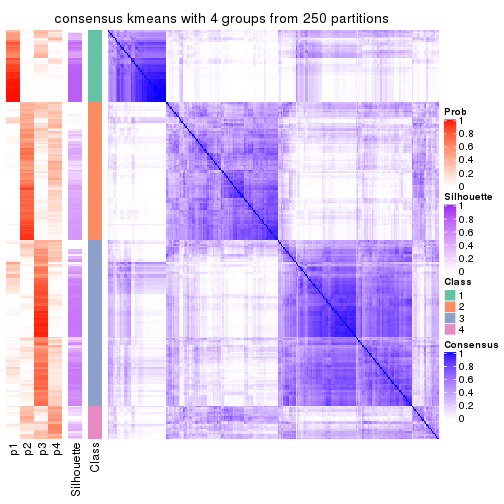 consensus kmeans with 4 groups from 250 partitions
Prob
1
0.8
0.6
0.4
0.2
0
Silhouette
1
0.8
0.6
0.4
0.2
0
Class
1
2
3
4
Consensus
1
0.8
0.6
0.4
0.2
0
p1
p2
p3
p4
Silhouette
Class